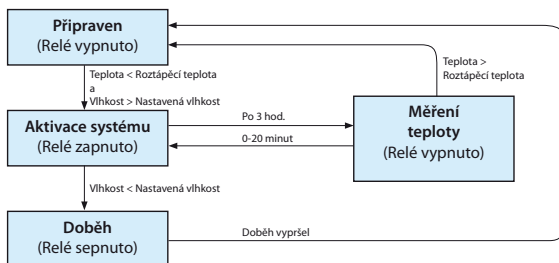 Připraven
(Relé vypnuto)
Teplota < Roztápěcí teplota
a
Vlhkost > Nastavená vlhkost
Teplota >
Roztápěcí teplota
Aktivace systému
(Relé zapnuto)
Po 3 hod.
0-20 minut
Měření
teploty
(Relé vypnuto)
Vlhkost < Nastavená vlhkost
Doběh
(Relé sepnuto)
Doběh vypršel